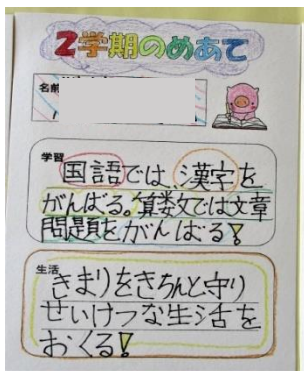 2学期のめあて
名前
学習
国語では、漢字を
がんばる。算数では文章
問題をがんばる!
生活
きまりをきちんと守り
せいけつな生活を
おくる!